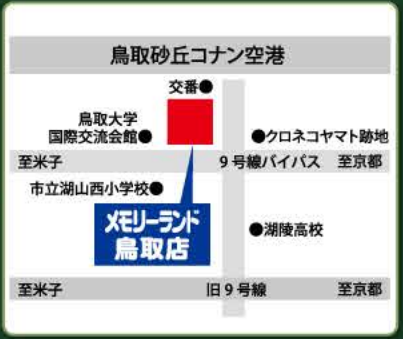 鳥取砂丘コナン空港
交番●
鳥取大学
国際交流会館●
●クロネコヤマト跡地
至米子
9号線バイパス
至京都
市立湖山西小学校●
メモリーランド
鳥取店
●湖陵高校
至米子
旧9号線
至京都